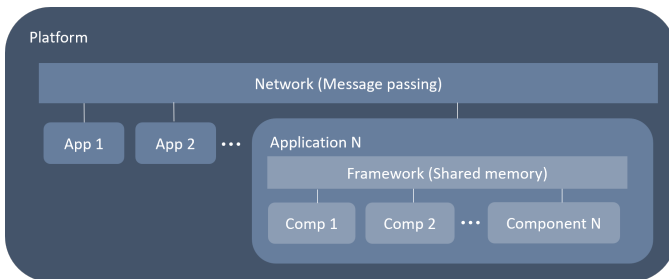 Platform
Network (Message passing)
App 1
App 2
...
Application N
Framework (Shared memory)
Comp 1
Comp 2
...
Component N